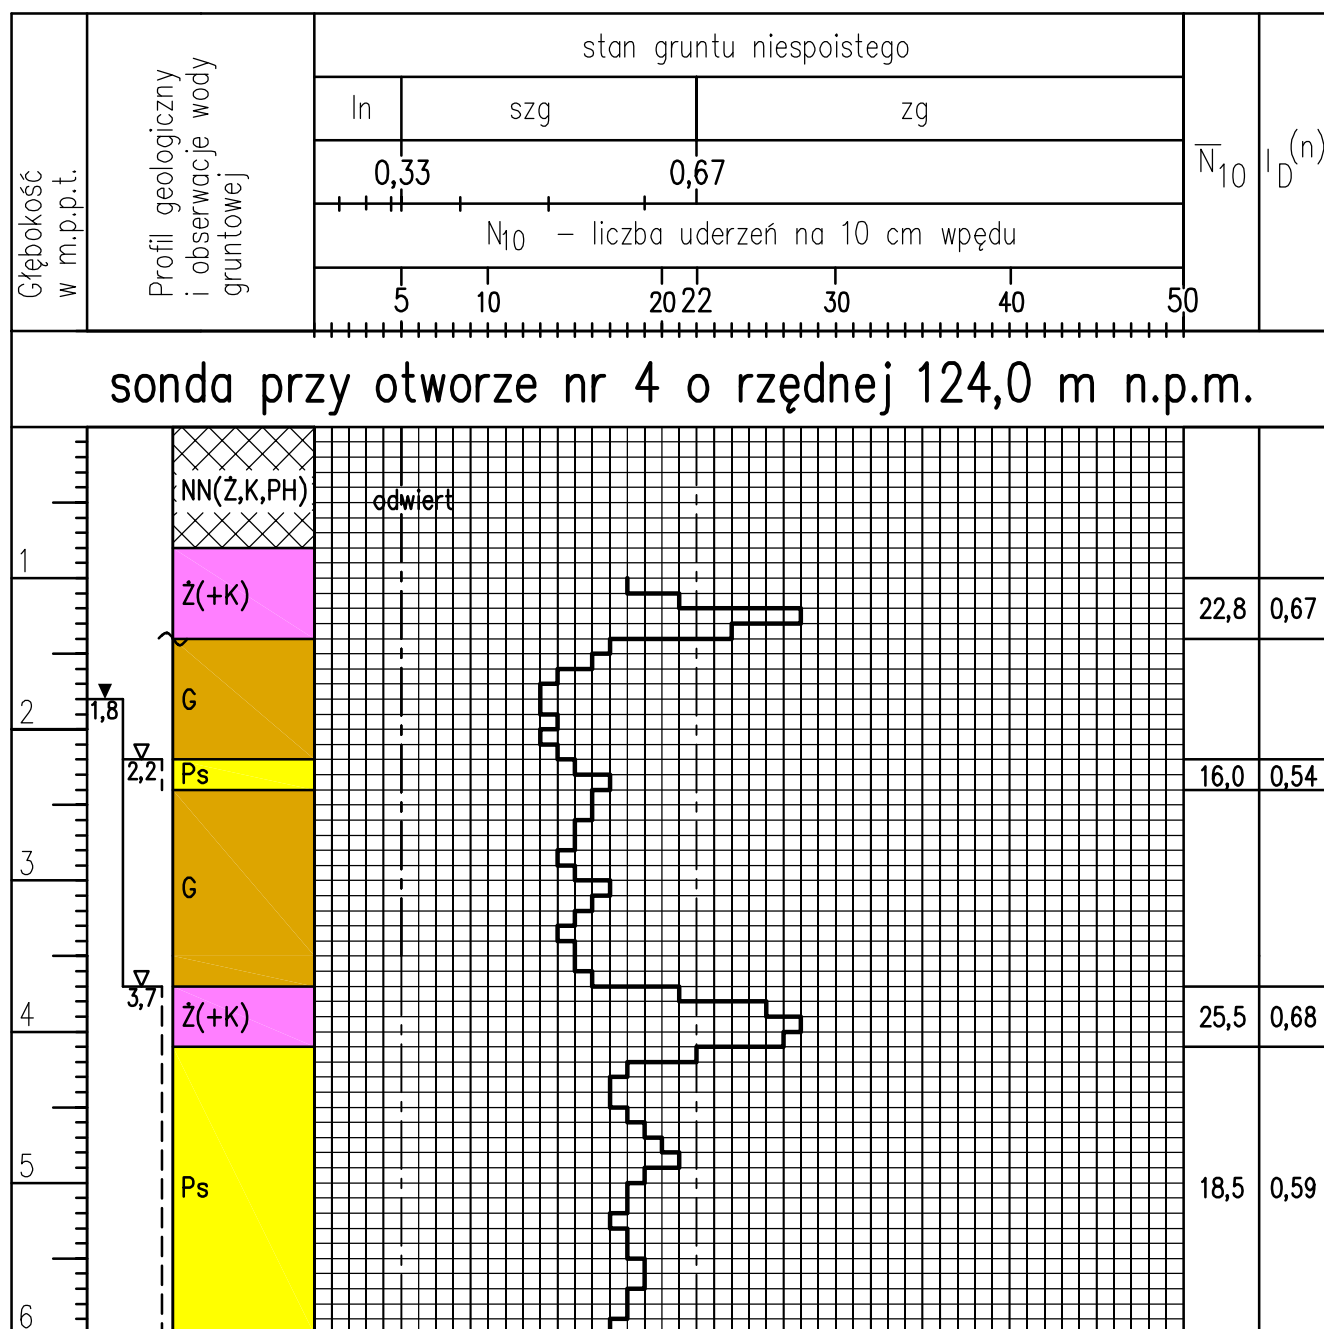 Głębokość
w m.p.p.t.
Profil geologiczny
i obserwacje wody
gruntowej
stan gruntu niespoistego
ln szg zg
0,33 0,67
N10 – liczba uderzeń na 10 cm wpędu
5 10 20 22 30 40 50
N10 ID(n)
sonda przy otworze nr 4 o rzędnej 124,0 m n.p.m.
NN(Ż,K,PH)
odwiert
1
Ż(+K)
22,8 0,67
G
1,8
2
2,2
Ps
16,0 0,54
3
G
3,7
4
Ż(+K)
25,5 0,68
5
Ps
18,5 0,59
6